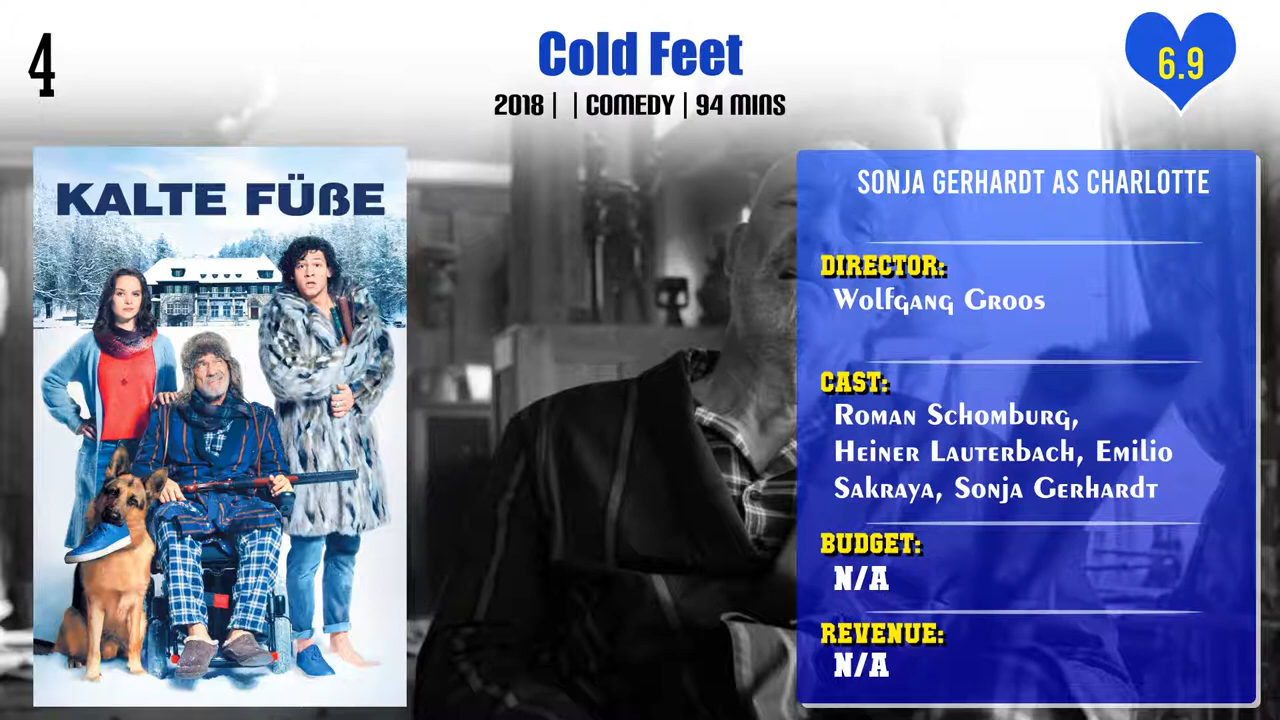 4
Cold Feet
6.9
2018 | | COMEDY | 94 MINS
KALTE FÜßE
SONJA GERHARDT AS CHARLOTTE
DIRECTOR:
Wolfgang Groos
CAST:
Roman Schomburg,
Heiner Lauterbach, Emilio
Sakraya, Sonja Gerhardt
BUDGET:
N/A
REVENUE:
N/A